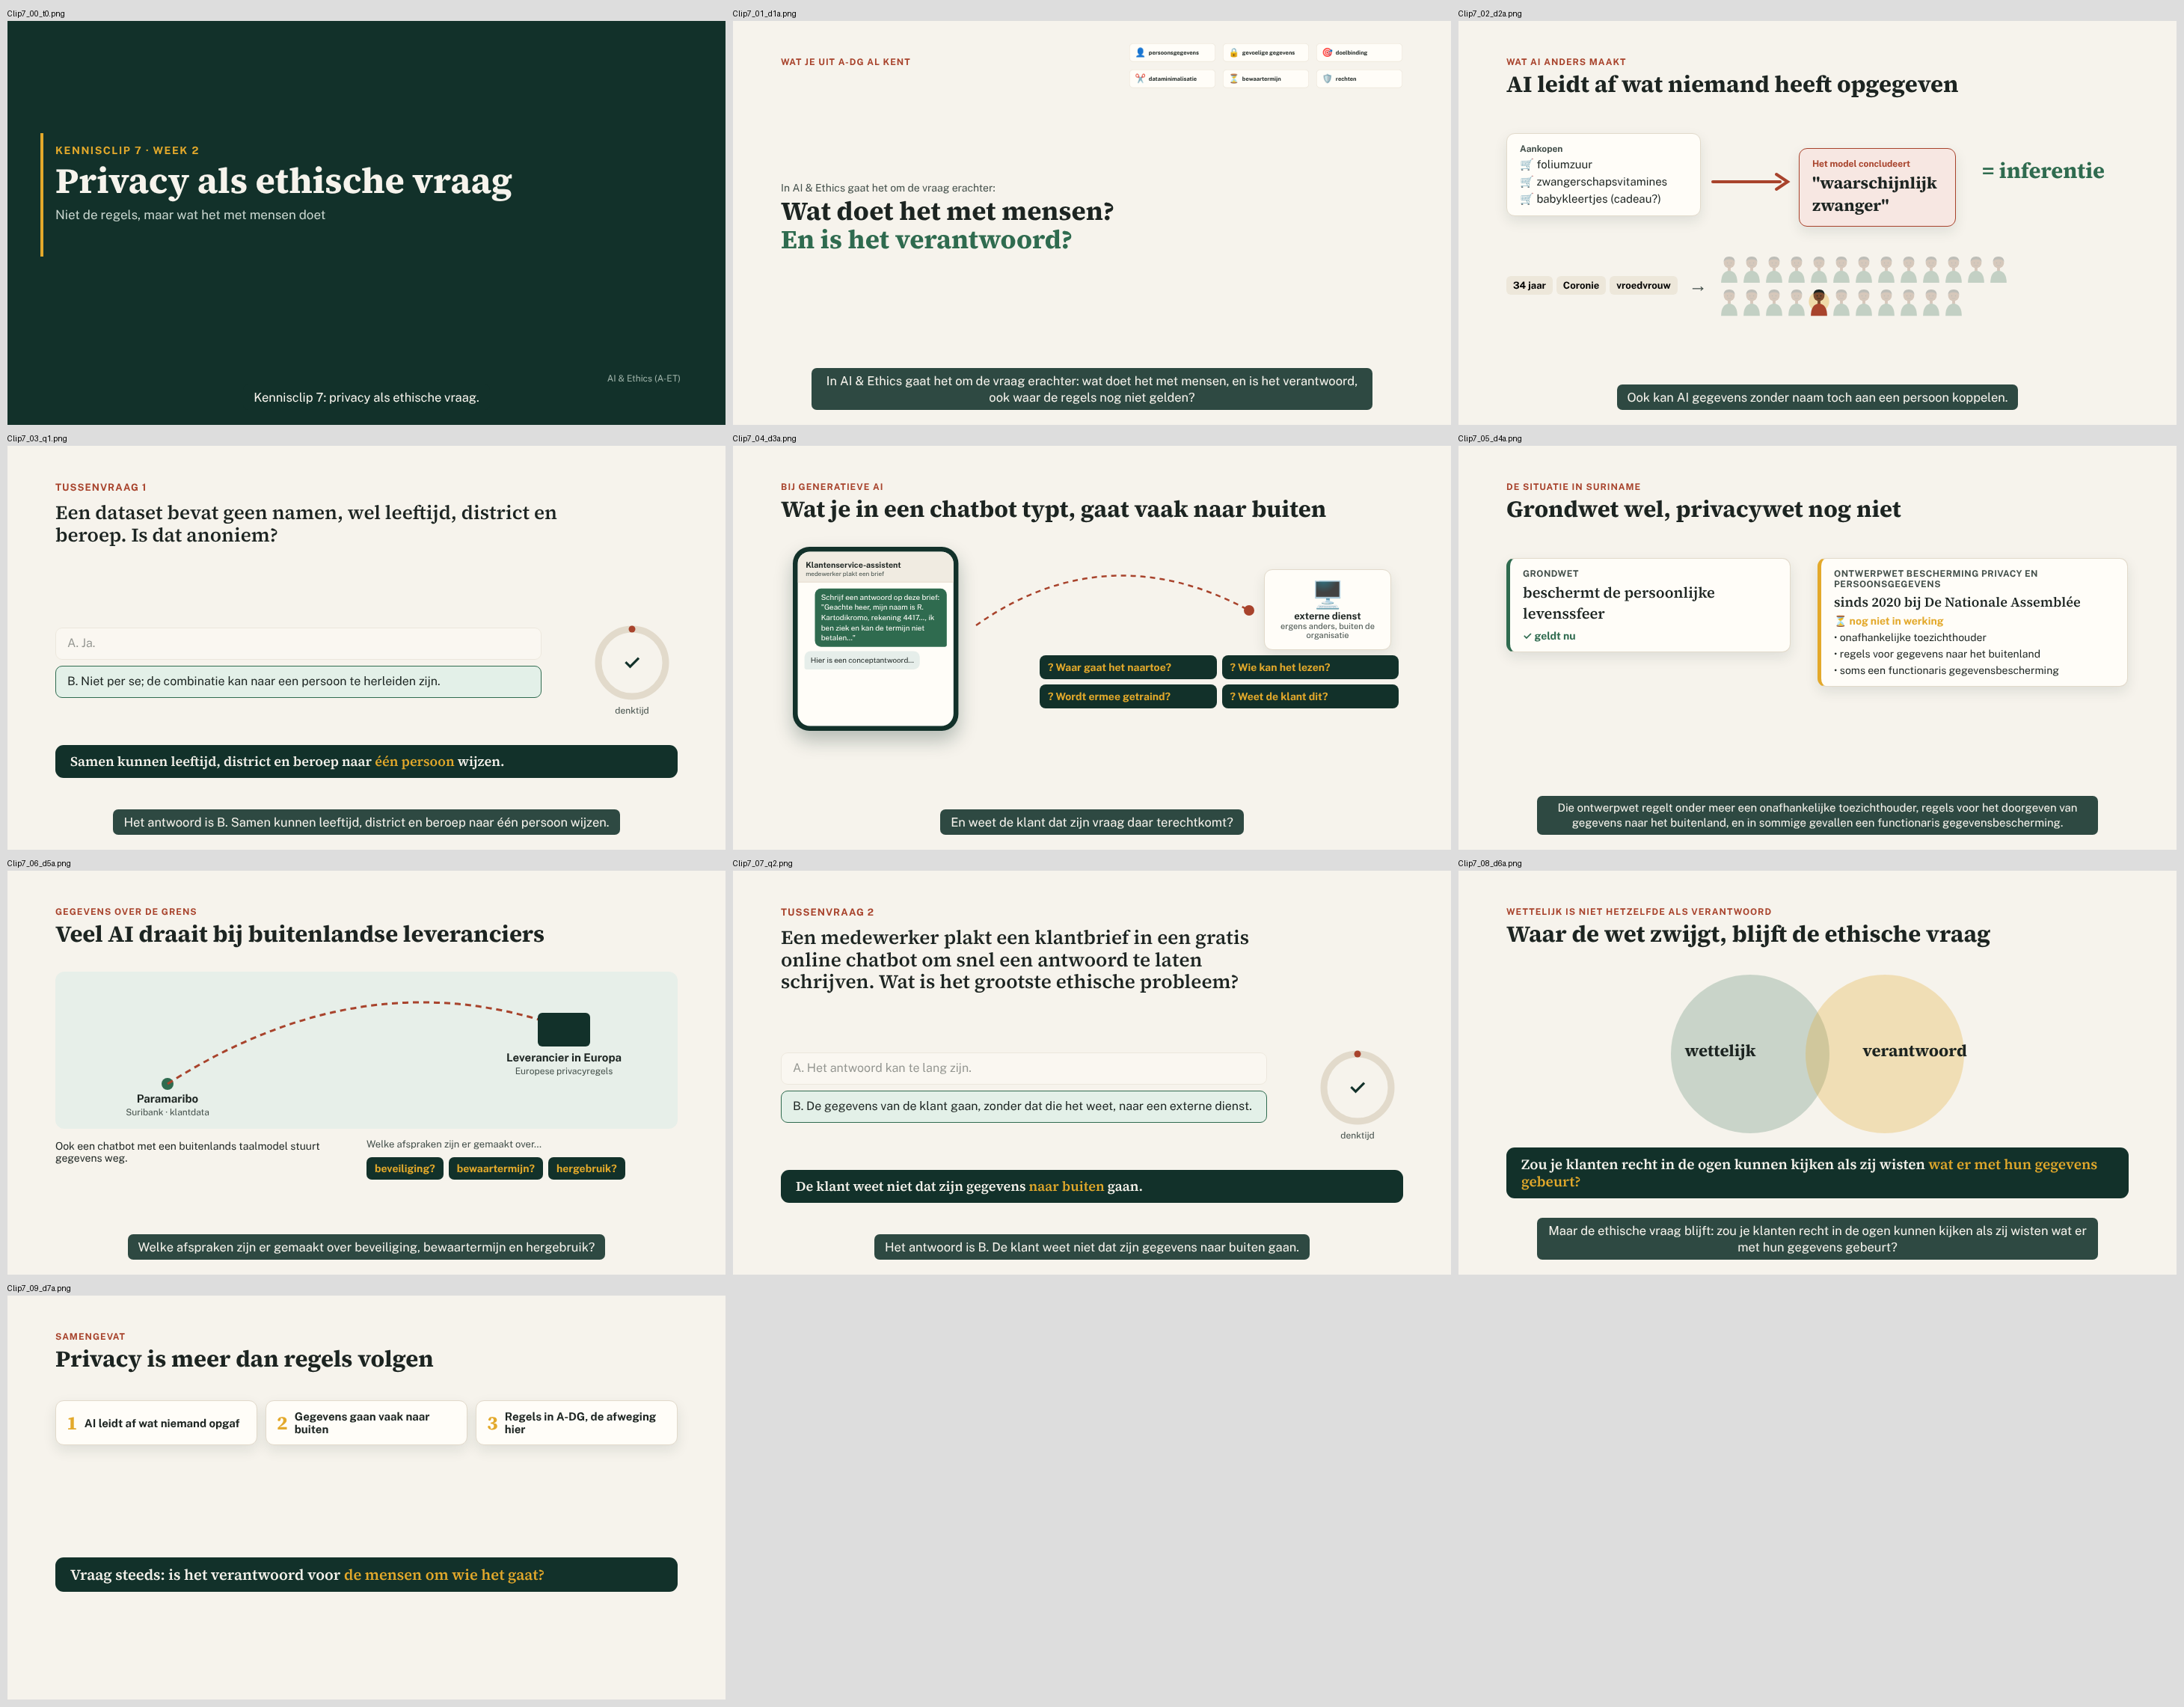 Clip7_00_t0.png
KENNISCLIP 7 · WEEK 2
Privacy als ethische vraag
Niet de regels, maar wat het met mensen doet
AI & Ethics (A-ET)
Kennisclip 7: privacy als ethische vraag.
Clip7_01_d1a.png
WAT JE UIT A-DG AL KENT
persoonsgegevens
gevoelige gegevens
doelbinding
dataminimalisatie
bewaartermijn
rechten
In AI & Ethics gaat het om de vraag erachter:
Wat doet het met mensen?
En is het verantwoord?
In AI & Ethics gaat het om de vraag erachter: wat doet het met mensen, en is het verantwoord,
ook waar de regels nog niet gelden?
Clip7_02_d2a.png
WAT AI ANDERS MAAKT
AI leidt af wat niemand heeft opgegeven
Aankopen
foliumzuur
zwangerschapsvitamines
babykleertjes (cadeau?)
Het model concludeert
"waarschijnlijk
zwanger"
= inferentie
34 jaar
Coronie
vroedvrouw
→
Ook kan AI gegevens zonder naam toch aan een persoon koppelen.
Clip7_03_q1.png
TUSSENVRAAG 1
Een dataset bevat geen namen, wel leeftijd, district en
beroep. Is dat anoniem?
A. Ja.
B. Niet per se; de combinatie kan naar een persoon te herleiden zijn.
✓
denktijd
Samen kunnen leeftijd, district en beroep naar één persoon wijzen.
Het antwoord is B. Samen kunnen leeftijd, district en beroep naar één persoon wijzen.
Clip7_04_d3a.png
BIJ GENERATIEVE AI
Wat je in een chatbot typt, gaat vaak naar buiten
Klantenservice-assistent
medewerker plakt een brief
Schrijf een antwoord op deze brief:
"Geachte heer, mijn naam is R.
Kartodikromo, rekening 4417..., ik
ben ziek en kan de termijn niet
betalen..."
Hier is een conceptantwoord...
externe dienst
ergens anders, buiten de
organisatie
? Waar gaat het naartoe?
? Wie kan het lezen?
? Wordt ermee getraind?
? Weet de klant dit?
En weet de klant dat zijn vraag daar terechtkomt?
Clip7_05_d4a.png
DE SITUATIE IN SURINAME
Grondwet wel, privacywet nog niet
GRONDWET
beschermt de persoonlijke
levenssfeer
✓ geldt nu
ONTWERPWET BESCHERMING PRIVACY EN
PERSOONSGEGEVENS
sinds 2020 bij De Nationale Assemblée
⏳ nog niet in werking
• onafhankelijke toezichthouder
• regels voor gegevens naar het buitenland
• soms een functionaris gegevensbescherming
Die ontwerpwet regelt onder meer een onafhankelijke toezichthouder, regels voor het doorgeven van
gegevens naar het buitenland, en in sommige gevallen een functionaris gegevensbescherming.
Clip7_06_d5a.png
GEGEVENS OVER DE GRENS
Veel AI draait bij buitenlandse leveranciers
Leverancier in Europa
Europese privacyregels
Paramaribo
Suribank · klantdata
Ook een chatbot met een buitenlands taalmodel stuurt
gegevens weg.
Welke afspraken zijn er gemaakt over...
beveiliging?
bewaartermijn?
hergebruik?
Welke afspraken zijn er gemaakt over beveiliging, bewaartermijn en hergebruik?
Clip7_07_q2.png
TUSSENVRAAG 2
Een medewerker plakt een klantbrief in een gratis
online chatbot om snel een antwoord te laten
schrijven. Wat is het grootste ethische probleem?
A. Het antwoord kan te lang zijn.
B. De gegevens van de klant gaan, zonder dat die het weet, naar een externe dienst.
✓
denktijd
De klant weet niet dat zijn gegevens naar buiten gaan.
Het antwoord is B. De klant weet niet dat zijn gegevens naar buiten gaan.
Clip7_08_d6a.png
WETTELIJK IS NIET HETZELFDE ALS VERANTWOORD
Waar de wet zwijgt, blijft de ethische vraag
wettelijk
verantwoord
Zou je klanten recht in de ogen kunnen kijken als zij wisten wat er met hun gegevens
gebeurt?
Maar de ethische vraag blijft: zou je klanten recht in de ogen kunnen kijken als zij wisten wat er
met hun gegevens gebeurt?
Clip7_09_d7a.png
SAMENGEVAT
Privacy is meer dan regels volgen
1 AI leidt af wat niemand opgaf
2 Gegevens gaan vaak naar
buiten
3 Regels in A-DG, de afweging
hier
Vraag steeds: is het verantwoord voor de mensen om wie het gaat?